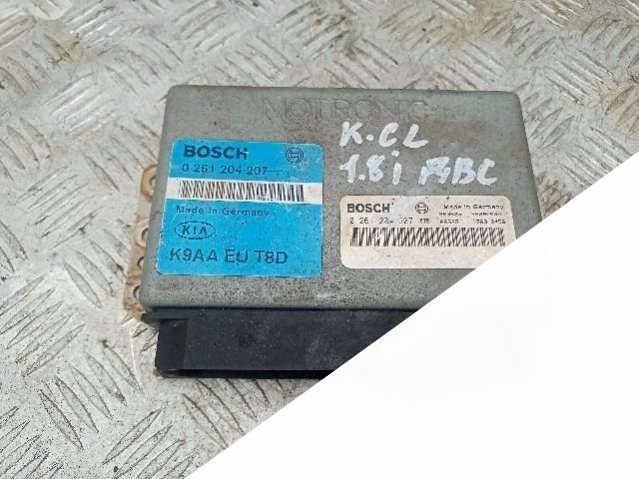 MOTRONIC
BOSCH
0 261 204 207
Made in Germany
KIA
K9AA EU T8D
K.CL
1.8i ABC
BOSCH
Made in Germany